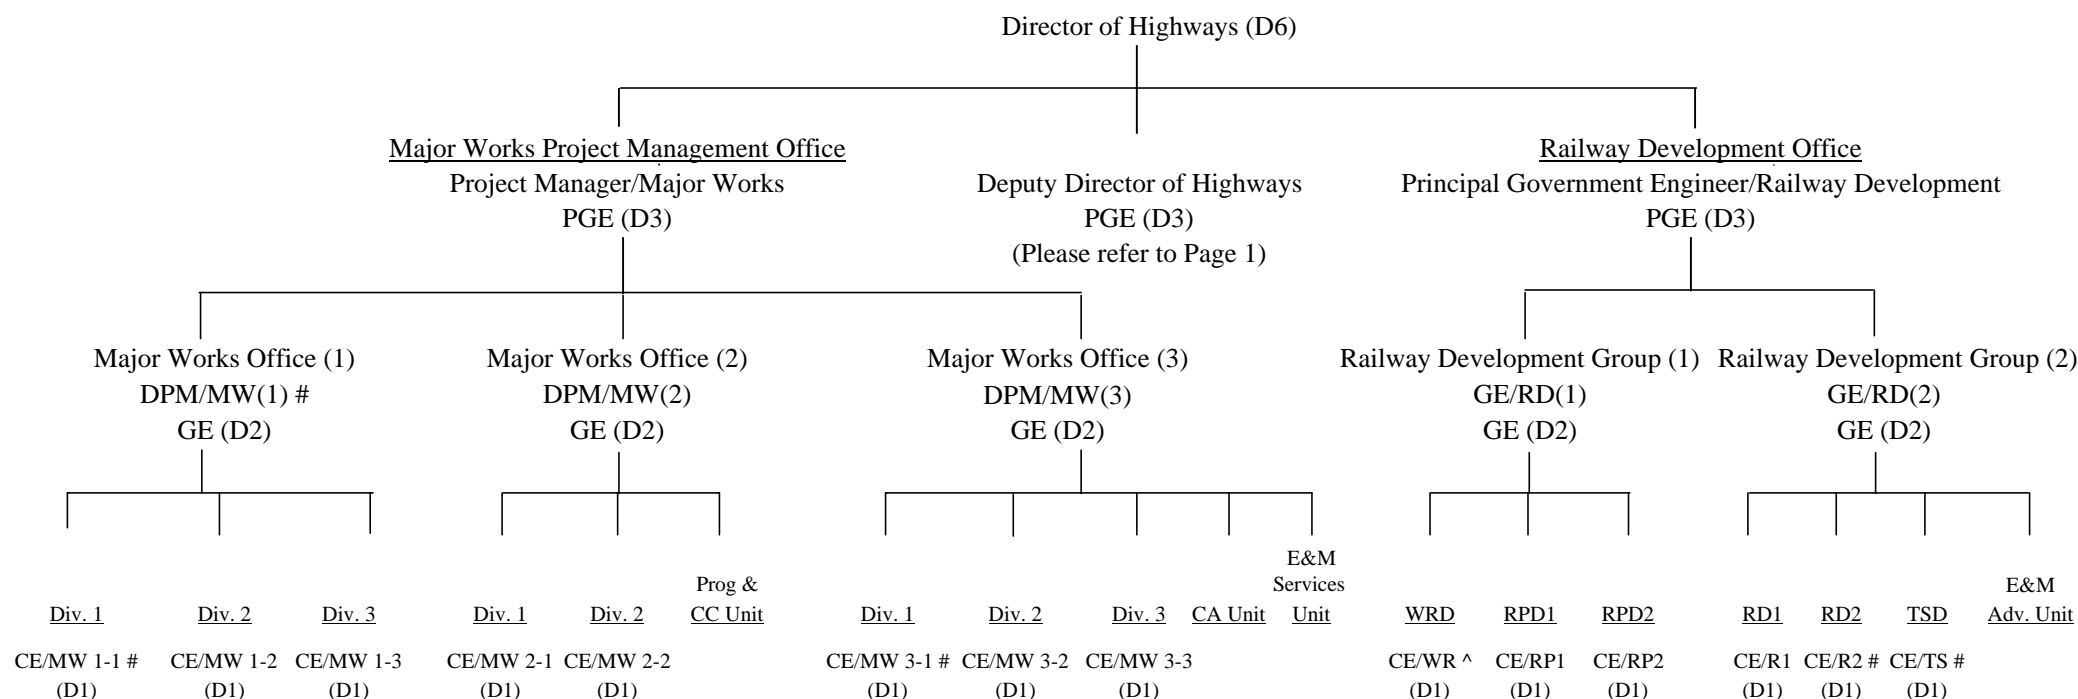 Director of Highways (D6)
Major Works Project Management Office
Project Manager/Major Works
PGE (D3)
Deputy Director of Highways
PGE (D3)
(Please refer to Page 1)
Railway Development Office
Principal Government Engineer/Railway Development
PGE (D3)
Major Works Office (1)
DPM/MW(1) #
GE (D2)
Major Works Office (2)
DPM/MW(2)
GE (D2)
Major Works Office (3)
DPM/MW(3)
GE (D2)
Railway Development Group (1)
GE/RD(1)
GE (D2)
Railway Development Group (2)
GE/RD(2)
GE (D2)
Div. 1
CE/MW 1-1 #
(D1)
Div. 2
CE/MW 1-2
(D1)
Div. 3
CE/MW 1-3
(D1)
Div. 1
CE/MW 2-1
(D1)
Div. 2
CE/MW 2-2
(D1)
Prog &
CC Unit
Div. 1
CE/MW 3-1 #
(D1)
Div. 2
CE/MW 3-2
(D1)
Div. 3
CE/MW 3-3
(D1)
CA Unit
E&M
Services
Unit
WRD
CE/WR ^
(D1)
RPD1
CE/RP1
(D1)
RPD2
CE/RP2
(D1)
RD1
CE/R1
(D1)
RD2
CE/R2 #
(D1)
TSD
CE/TS #
(D1)
E&M
Adv. Unit